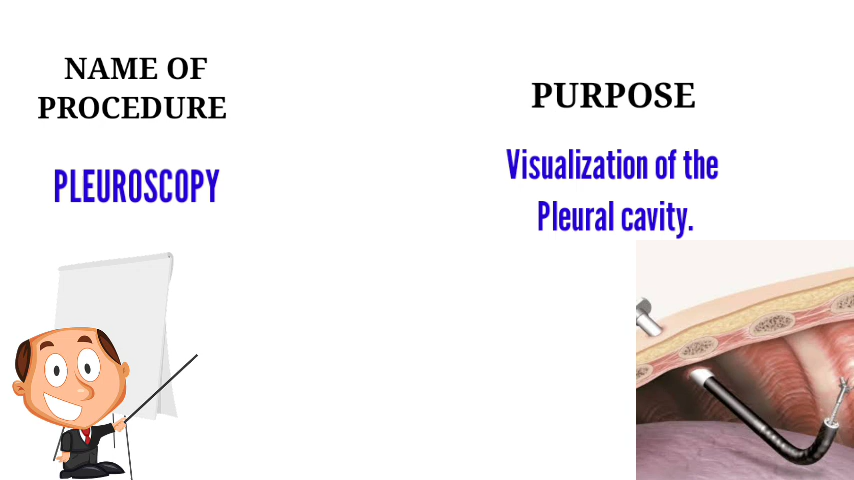 NAME OF
PROCEDURE
PLEUROSCOPY
PURPOSE
Visualization of the
Pleural cavity.